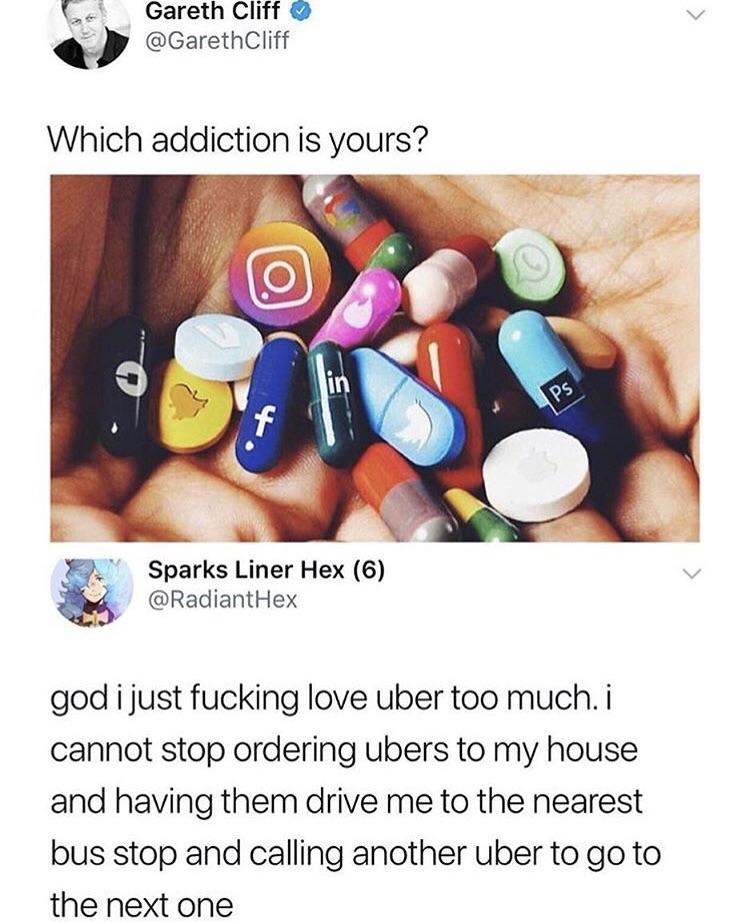 Gareth Cliff
@GarethCliff
Which addiction is yours?
in
f
Ps
Sparks Liner Hex (6)
@RadiantHex
god i just fucking love uber too much. i
cannot stop ordering ubers to my house
and having them drive me to the nearest
bus stop and calling another uber to go to
the next one